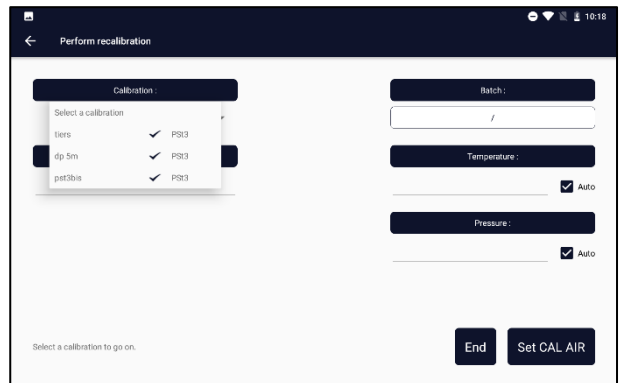 10:18
Perform recalibration
Calibration :
Select a calibration
tiers PSt3
dp 5m PSt3
pst3bis PSt3
Batch :
/
Temperature :
Auto
Pressure :
Auto
Select a calibration to go on.
End
Set CAL AIR